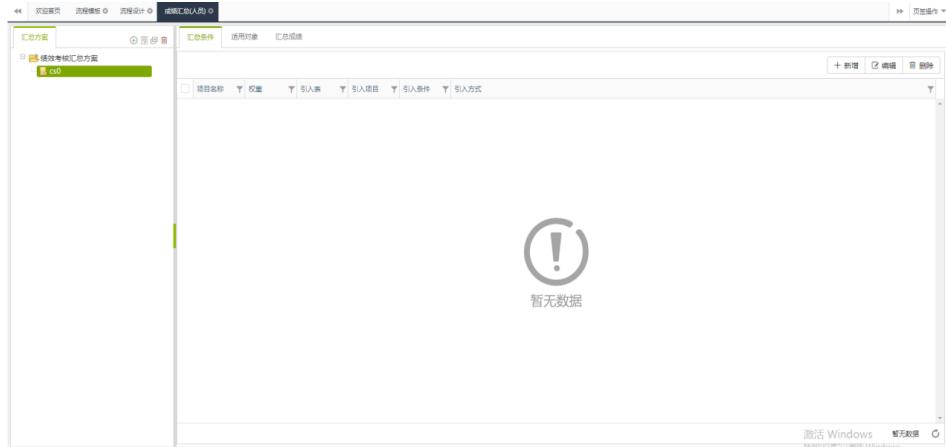 欢迎首页 流程模板 流程设计 成绩汇总(人员) 页签操作
汇总方案
绩效考核汇总方案
cs0
汇总条件 适用对象 汇总成绩
新增 编辑 删除
项目名称 权重 引入表 引入项目 引入条件 引入方式
暂无数据
激活 Windows
暂无数据